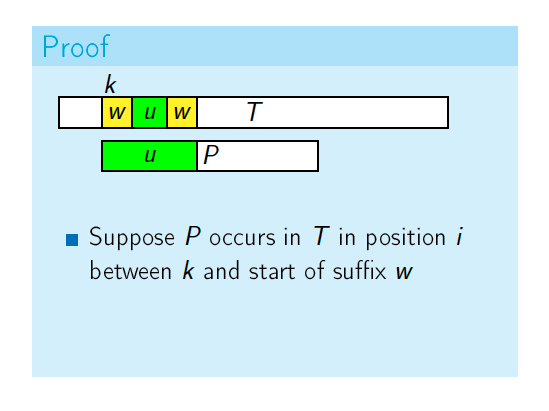 Proof
k
w u w T
u P
Suppose P occurs in T in position i
between k and start of suffix w